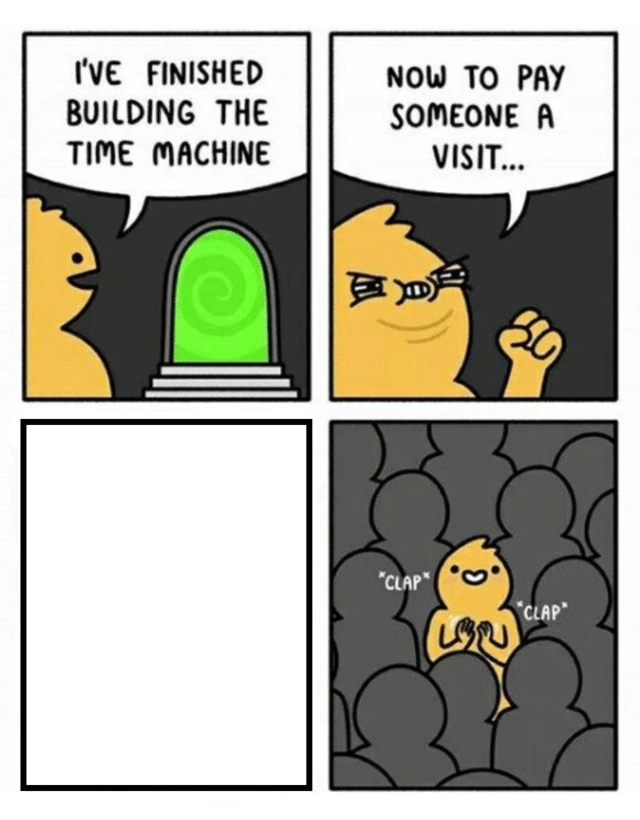 I'VE FINISHED
BUILDING THE
TIME MACHINE
NOW TO PAY
SOMEONE A
VISIT...
*CLAP*
*CLAP*